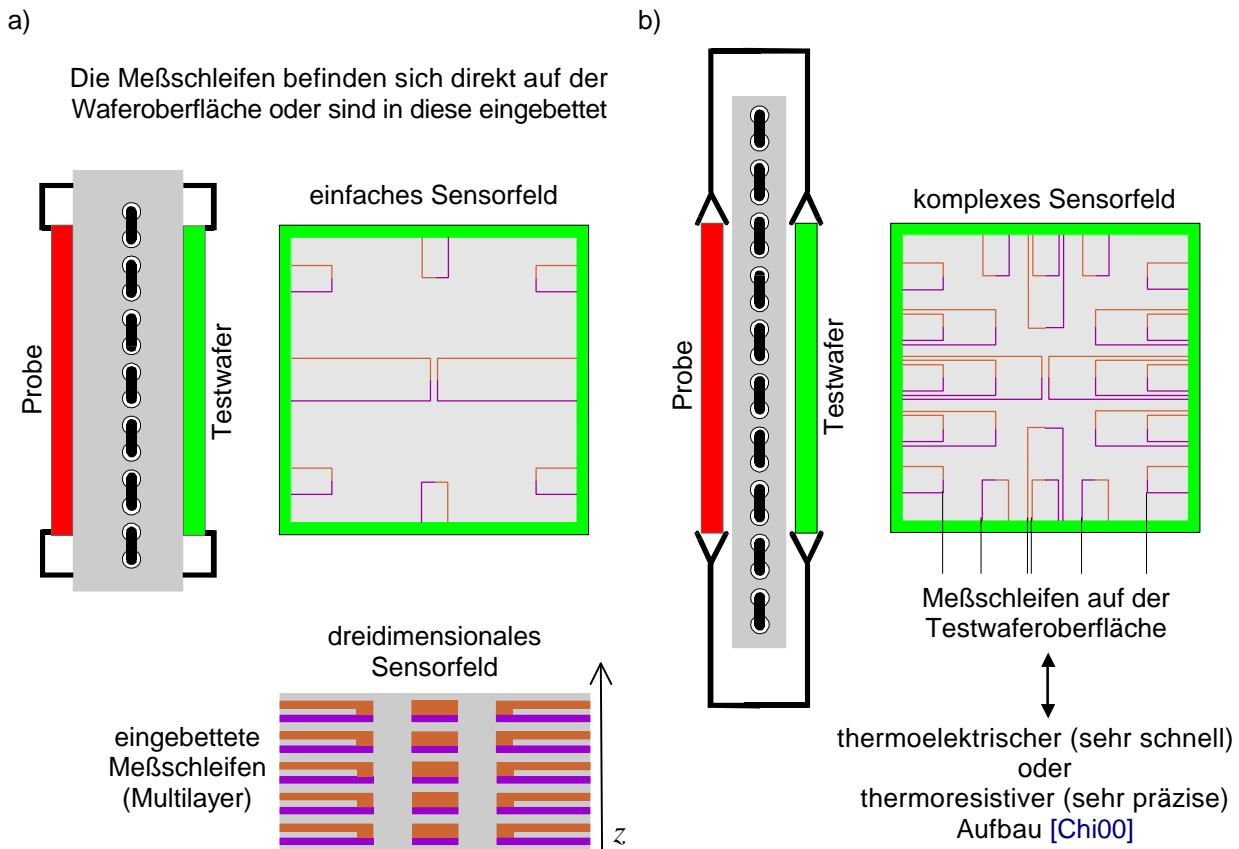 a)
Die Meßschleifen befinden sich direkt auf der
Waferoberfläche oder sind in diese eingebettet
einfaches Sensorfeld
Probe
Testwafer
dreidimensionales
Sensorfeld
eingebettete
Meßschleifen
(Multilayer)
z
b)
komplexes Sensorfeld
Probe
Testwafer
Meßschleifen auf der
Testwaferoberfläche
thermoelektrischer (sehr schnell)
oder
thermoresistiver (sehr präzise)
Aufbau [Chi00]